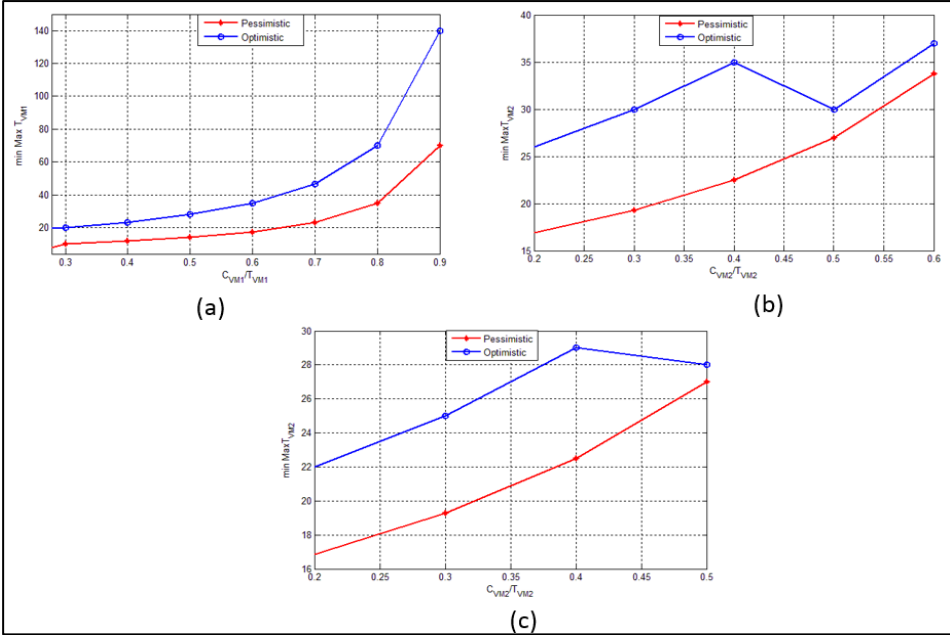 Pessimistic
Optimistic
140
120
100
80
60
40
20
min Max T_VM1
0.3 0.4 0.5 0.6 0.7 0.8 0.9
C_VM1/T_VM1
(a)
Pessimistic
Optimistic
40
35
30
25
20
15
min MaxT_VM2
0.2 0.25 0.3 0.35 0.4 0.45 0.5 0.55 0.6
C_VM2/T_VM2
(b)
Pessimistic
Optimistic
30
28
26
24
22
20
18
16
min MaxT_VM2
0.2 0.25 0.3 0.35 0.4 0.45 0.5
C_VM2/T_VM2
(c)